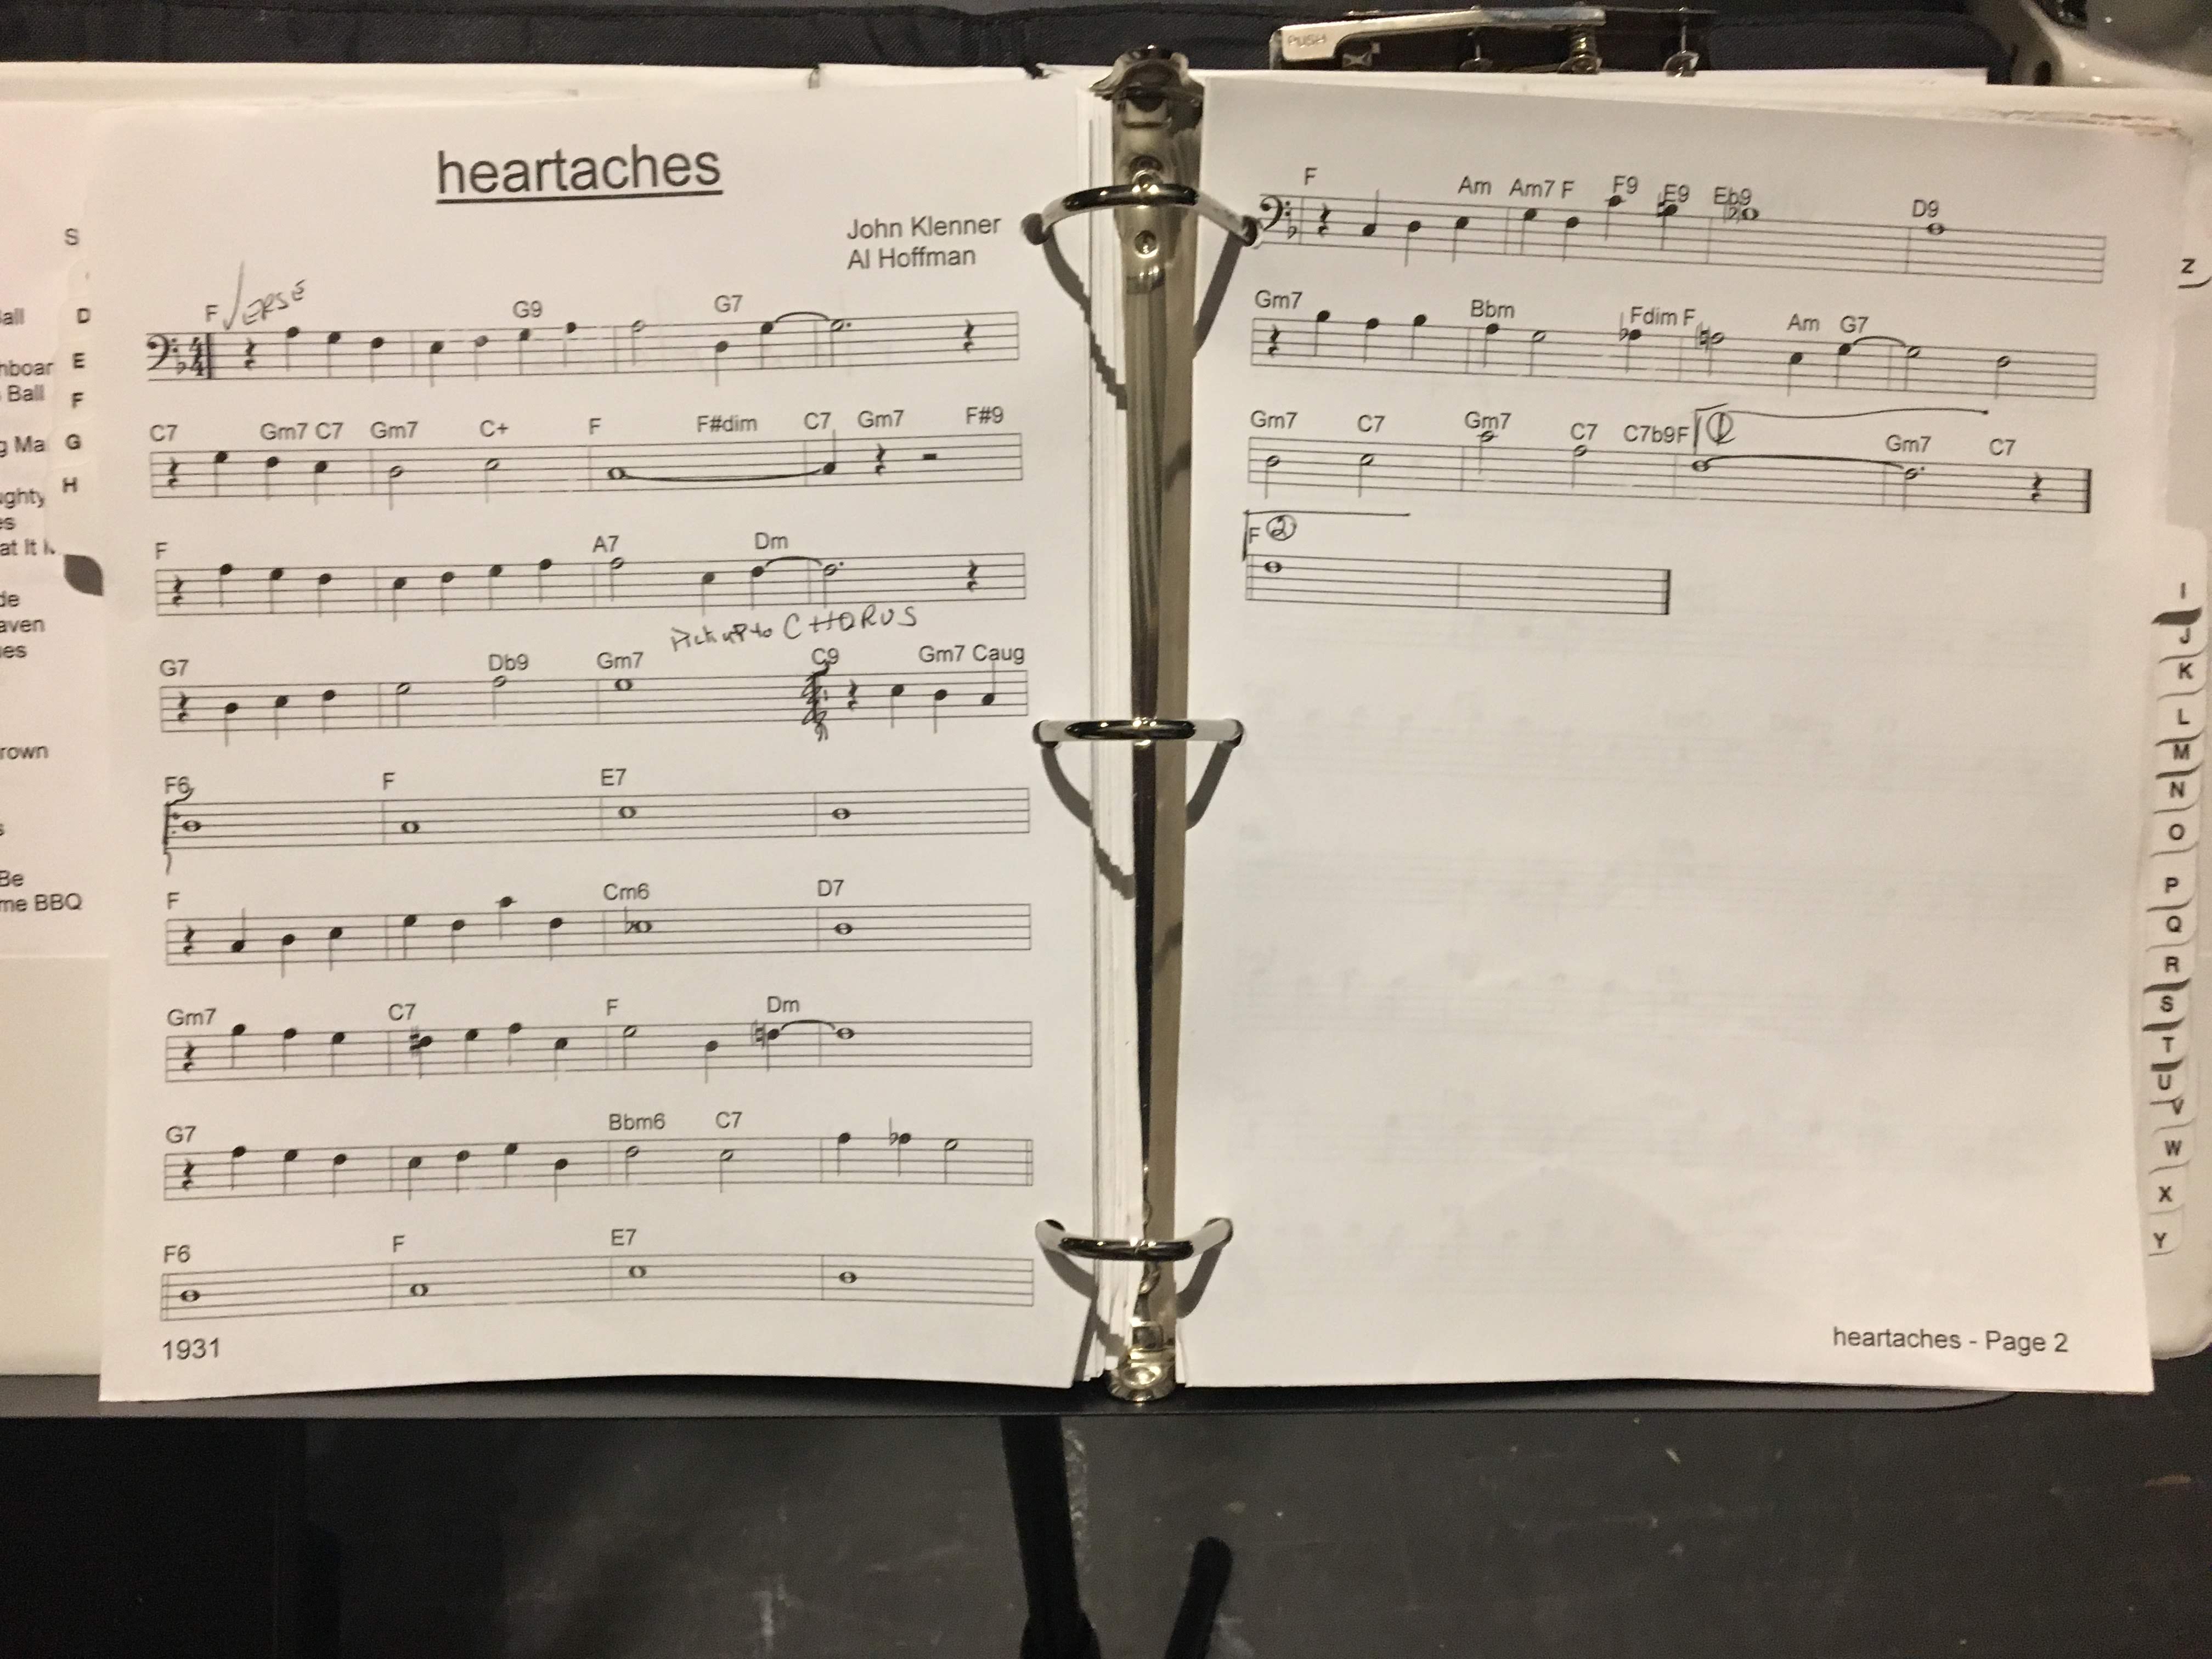 heartaches
John Klenner
Al Hoffman
F VERSE G9 G7
4
4
C7 Gm7 C7 Gm7 C+ F F#dim C7 Gm7 F#9
F A7 Dm
Pick up to CHORUS
G7 Db9 Gm7 C9 Gm7 Caug
F6 F E7
F Cm6 D7
Gm7 C7 F Dm
G7 Bbm6 C7
F6 F E7
1931
F Am Am7 F F9 E9 Eb9 D9
Gm7 Bbm Fdim F Am G7
Gm7 C7 Gm7 C7 C7b9 F 1 Gm7 C7
F 2
heartaches - Page 2
S
D
E
F
G
H
all
Ball
g Ma
es
at It
de
aven
rown
Be
me BBQ
PUSH
Z
I
J
K
L
M
N
O
P
Q
R
S
T
U
V
W
X
Y